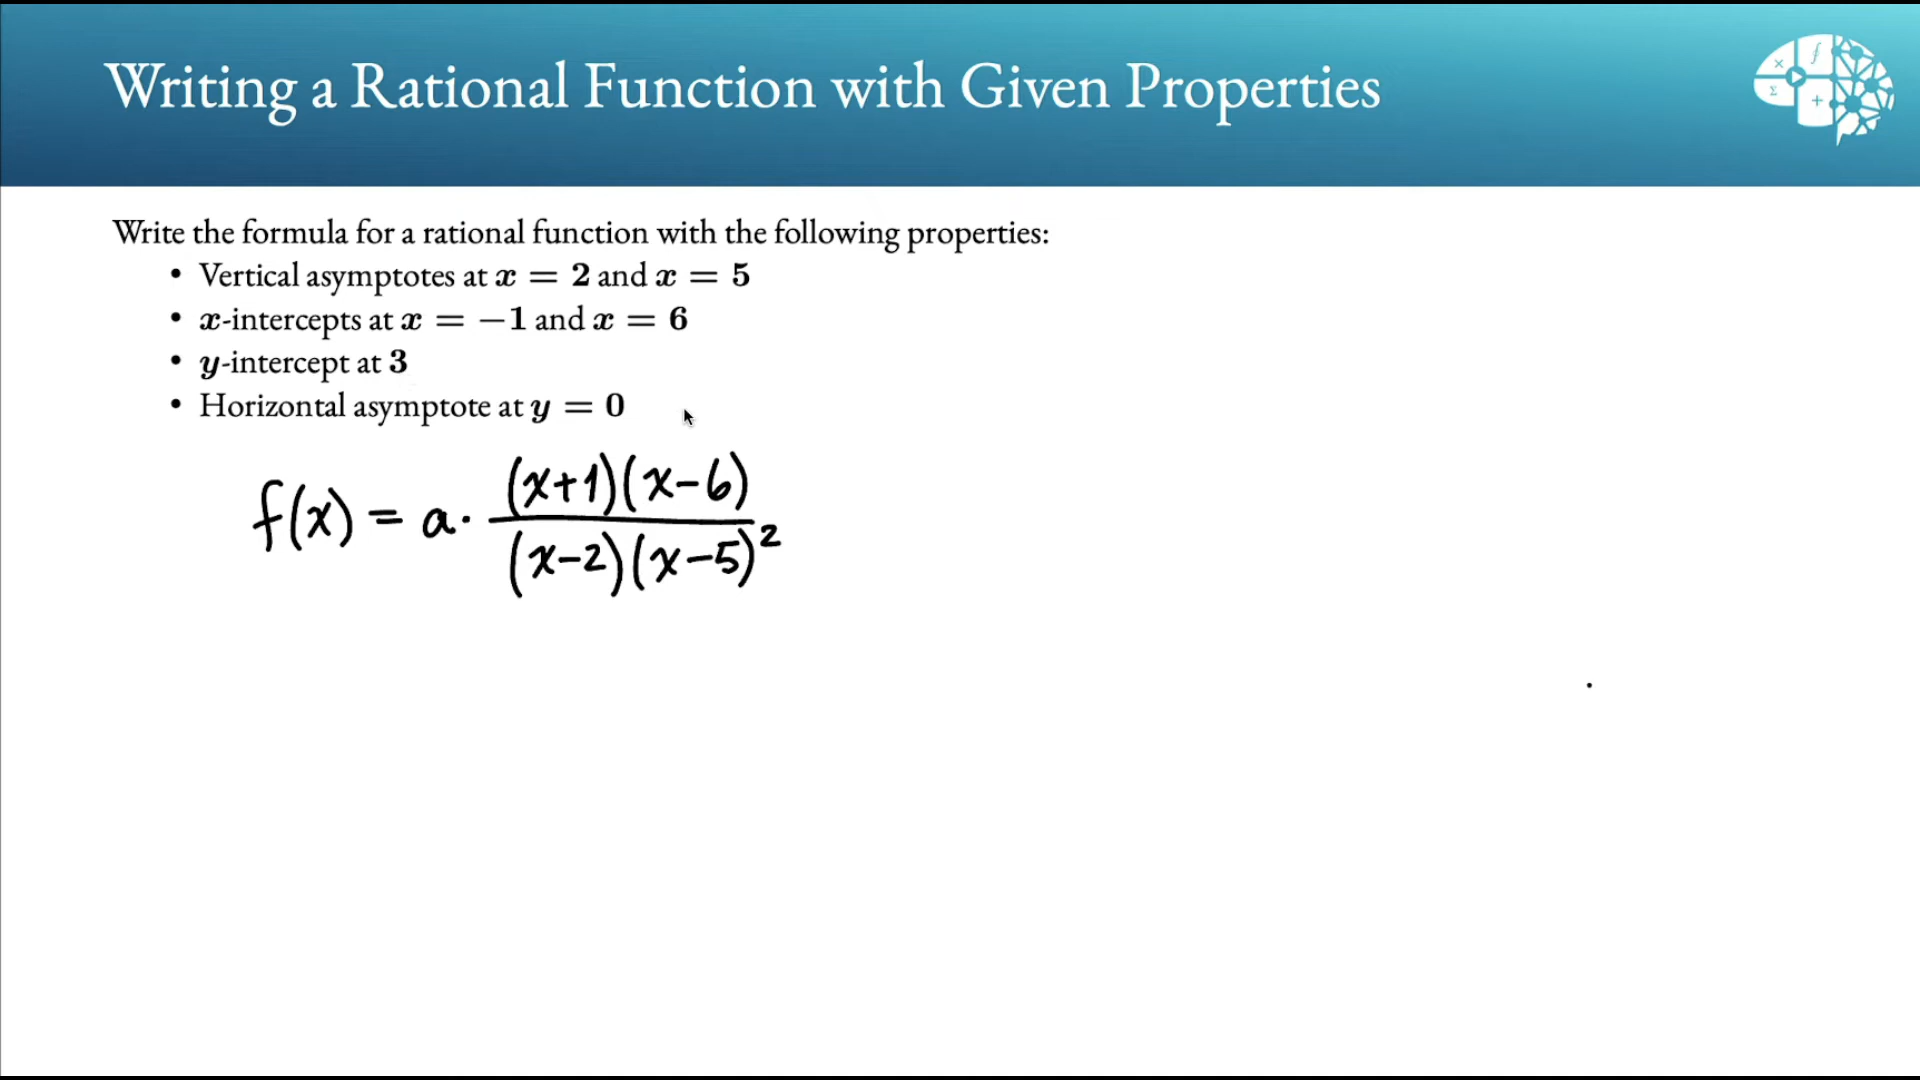 Writing a Rational Function with Given Properties
Write the formula for a rational function with the following properties:
• Vertical asymptotes at x = 2 and x = 5
• x-intercepts at x = −1 and x = 6
• y-intercept at 3
• Horizontal asymptote at y = 0
f(x) = a · (x+1)(x−6) / (x−2)(x−5)²